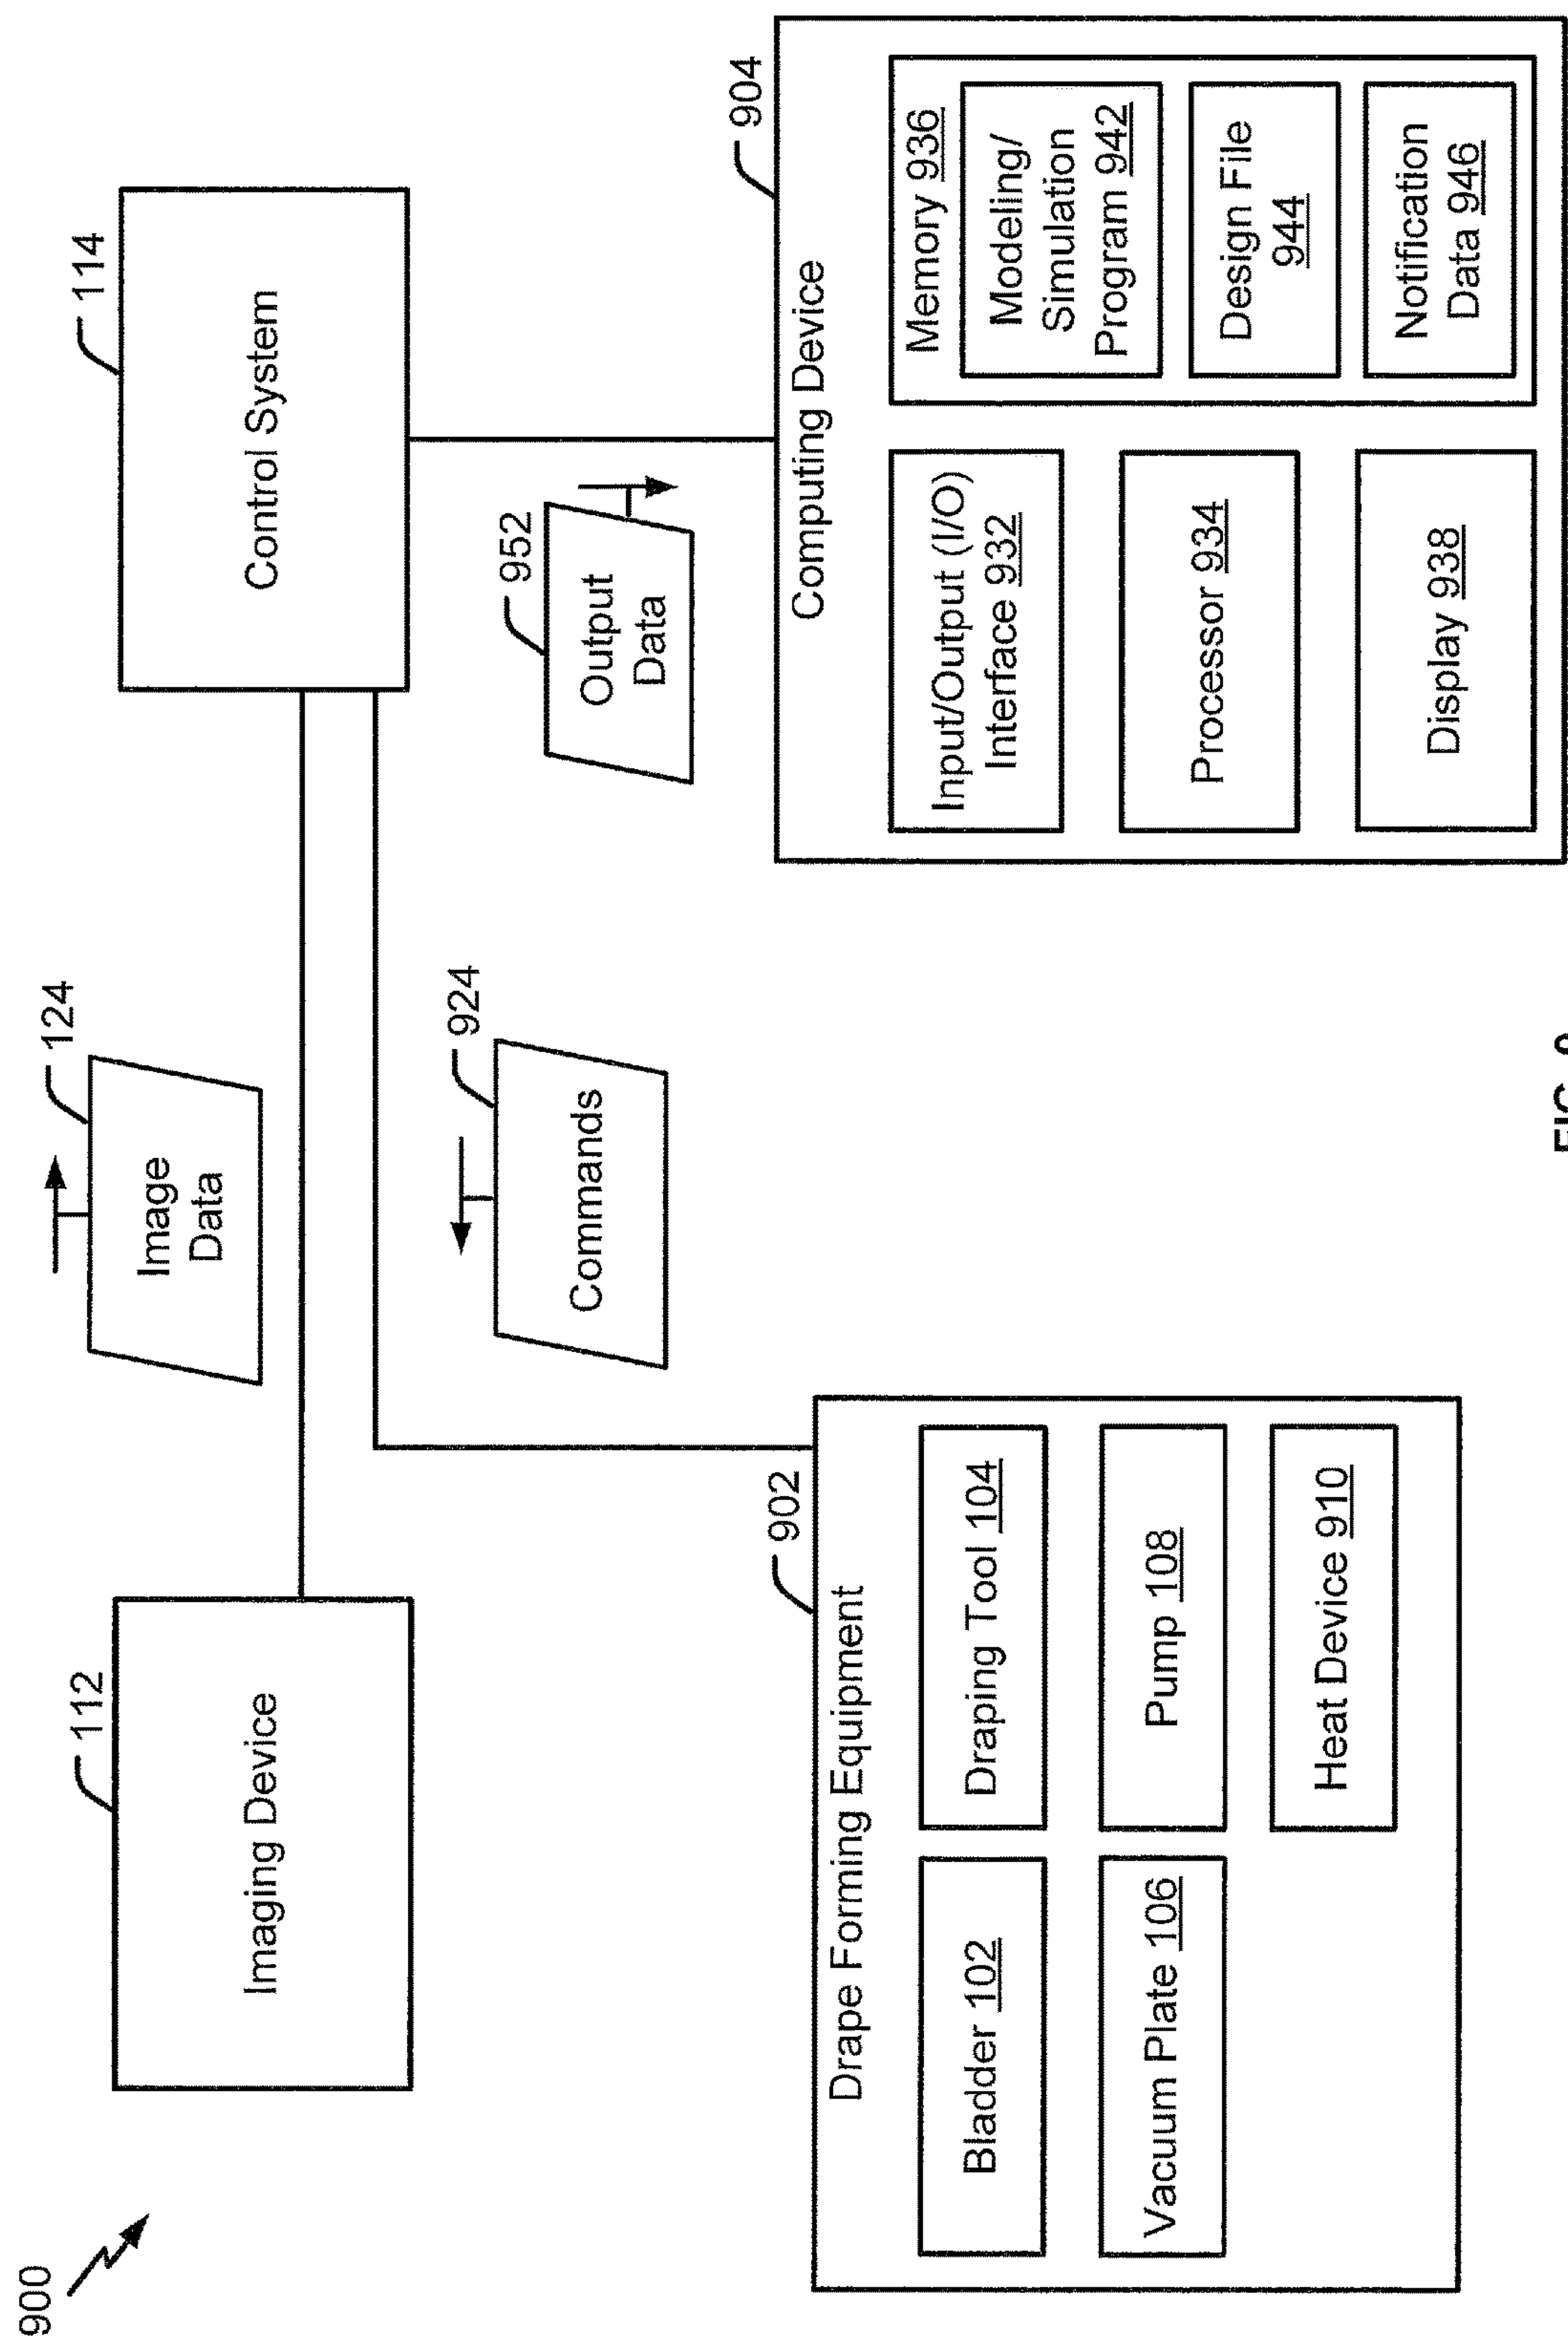 900
112
Imaging Device
124
Image
Data
114
Control System
924
Commands
952
Output
Data
902
Drape Forming Equipment
Bladder 102
Draping Tool 104
Vacuum Plate 106
Pump 108
Heat Device 910
904
Computing Device
Input/Output (I/O)
Interface 932
Processor 934
Display 938
Memory 936
Modeling/
Simulation
Program 942
Design File
944
Notification
Data 946
FIG.